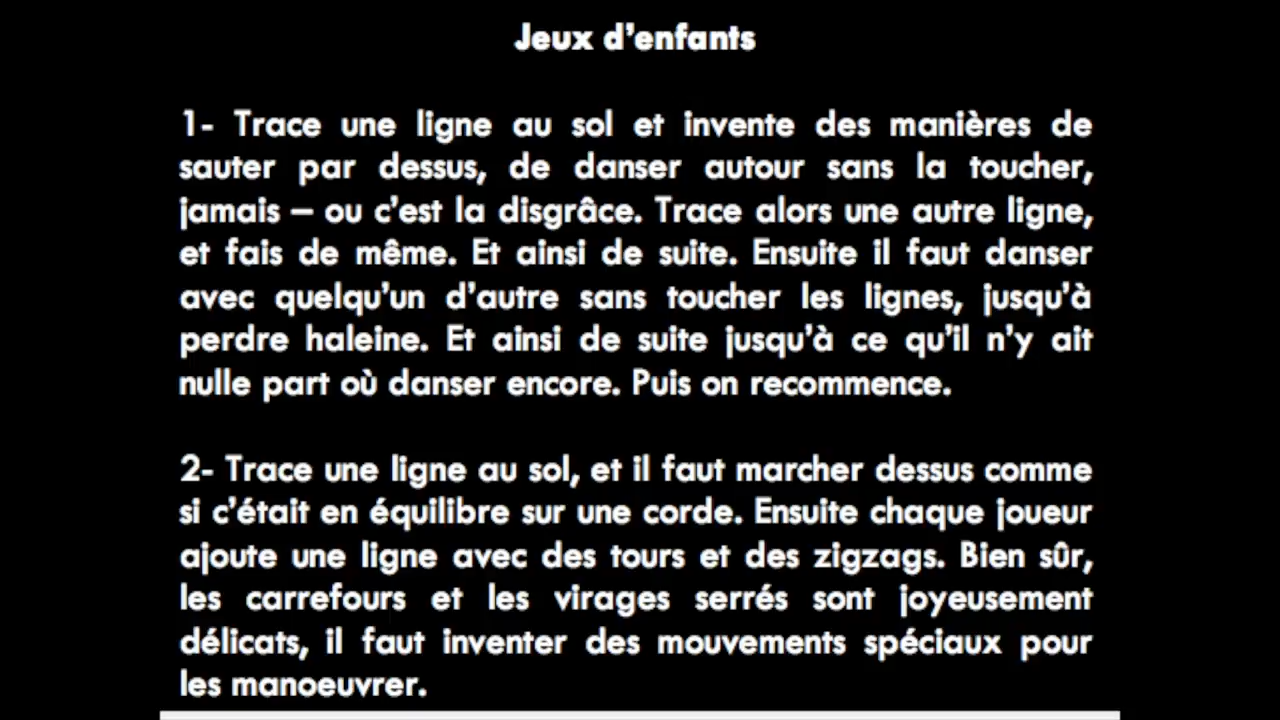 Jeux d’enfants
1- Trace une ligne au sol et invente des manières de
sauter par dessus, de danser autour sans la toucher,
jamais – ou c’est la disgrâce. Trace alors une autre ligne,
et fais de même. Et ainsi de suite. Ensuite il faut danser
avec quelqu’un d’autre sans toucher les lignes, jusqu’à
perdre haleine. Et ainsi de suite jusqu’à ce qu’il n’y ait
nulle part où danser encore. Puis on recommence.
2- Trace une ligne au sol, et il faut marcher dessus comme
si c’était en équilibre sur une corde. Ensuite chaque joueur
ajoute une ligne avec des tours et des zigzags. Bien sûr,
les carrefours et les virages serrés sont joyeusement
délicats, il faut inventer des mouvements spéciaux pour
les manoeuvrer.